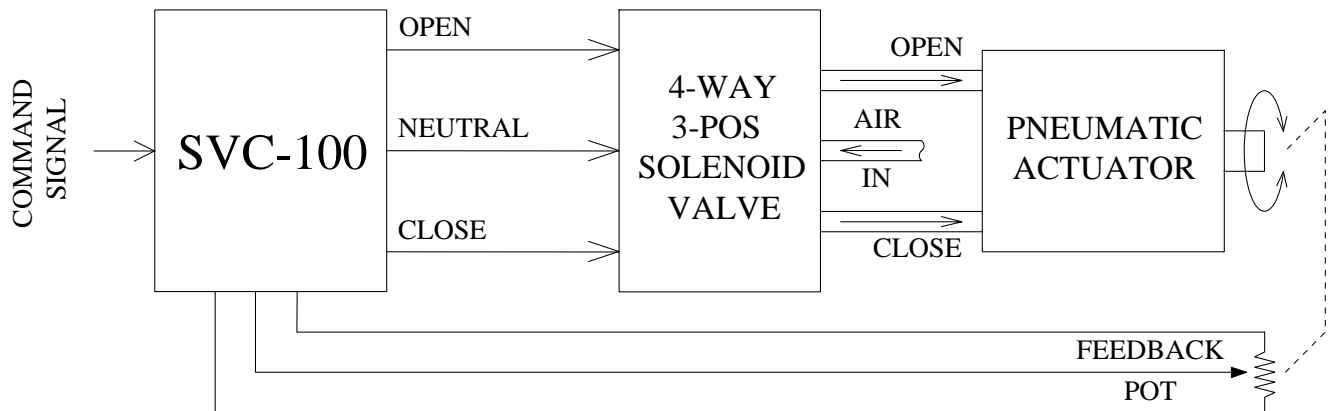 COMMAND
SIGNAL
SVC-100
OPEN
NEUTRAL
CLOSE
4-WAY
3-POS
SOLENOID
VALVE
OPEN
AIR
IN
CLOSE
PNEUMATIC
ACTUATOR
FEEDBACK
POT